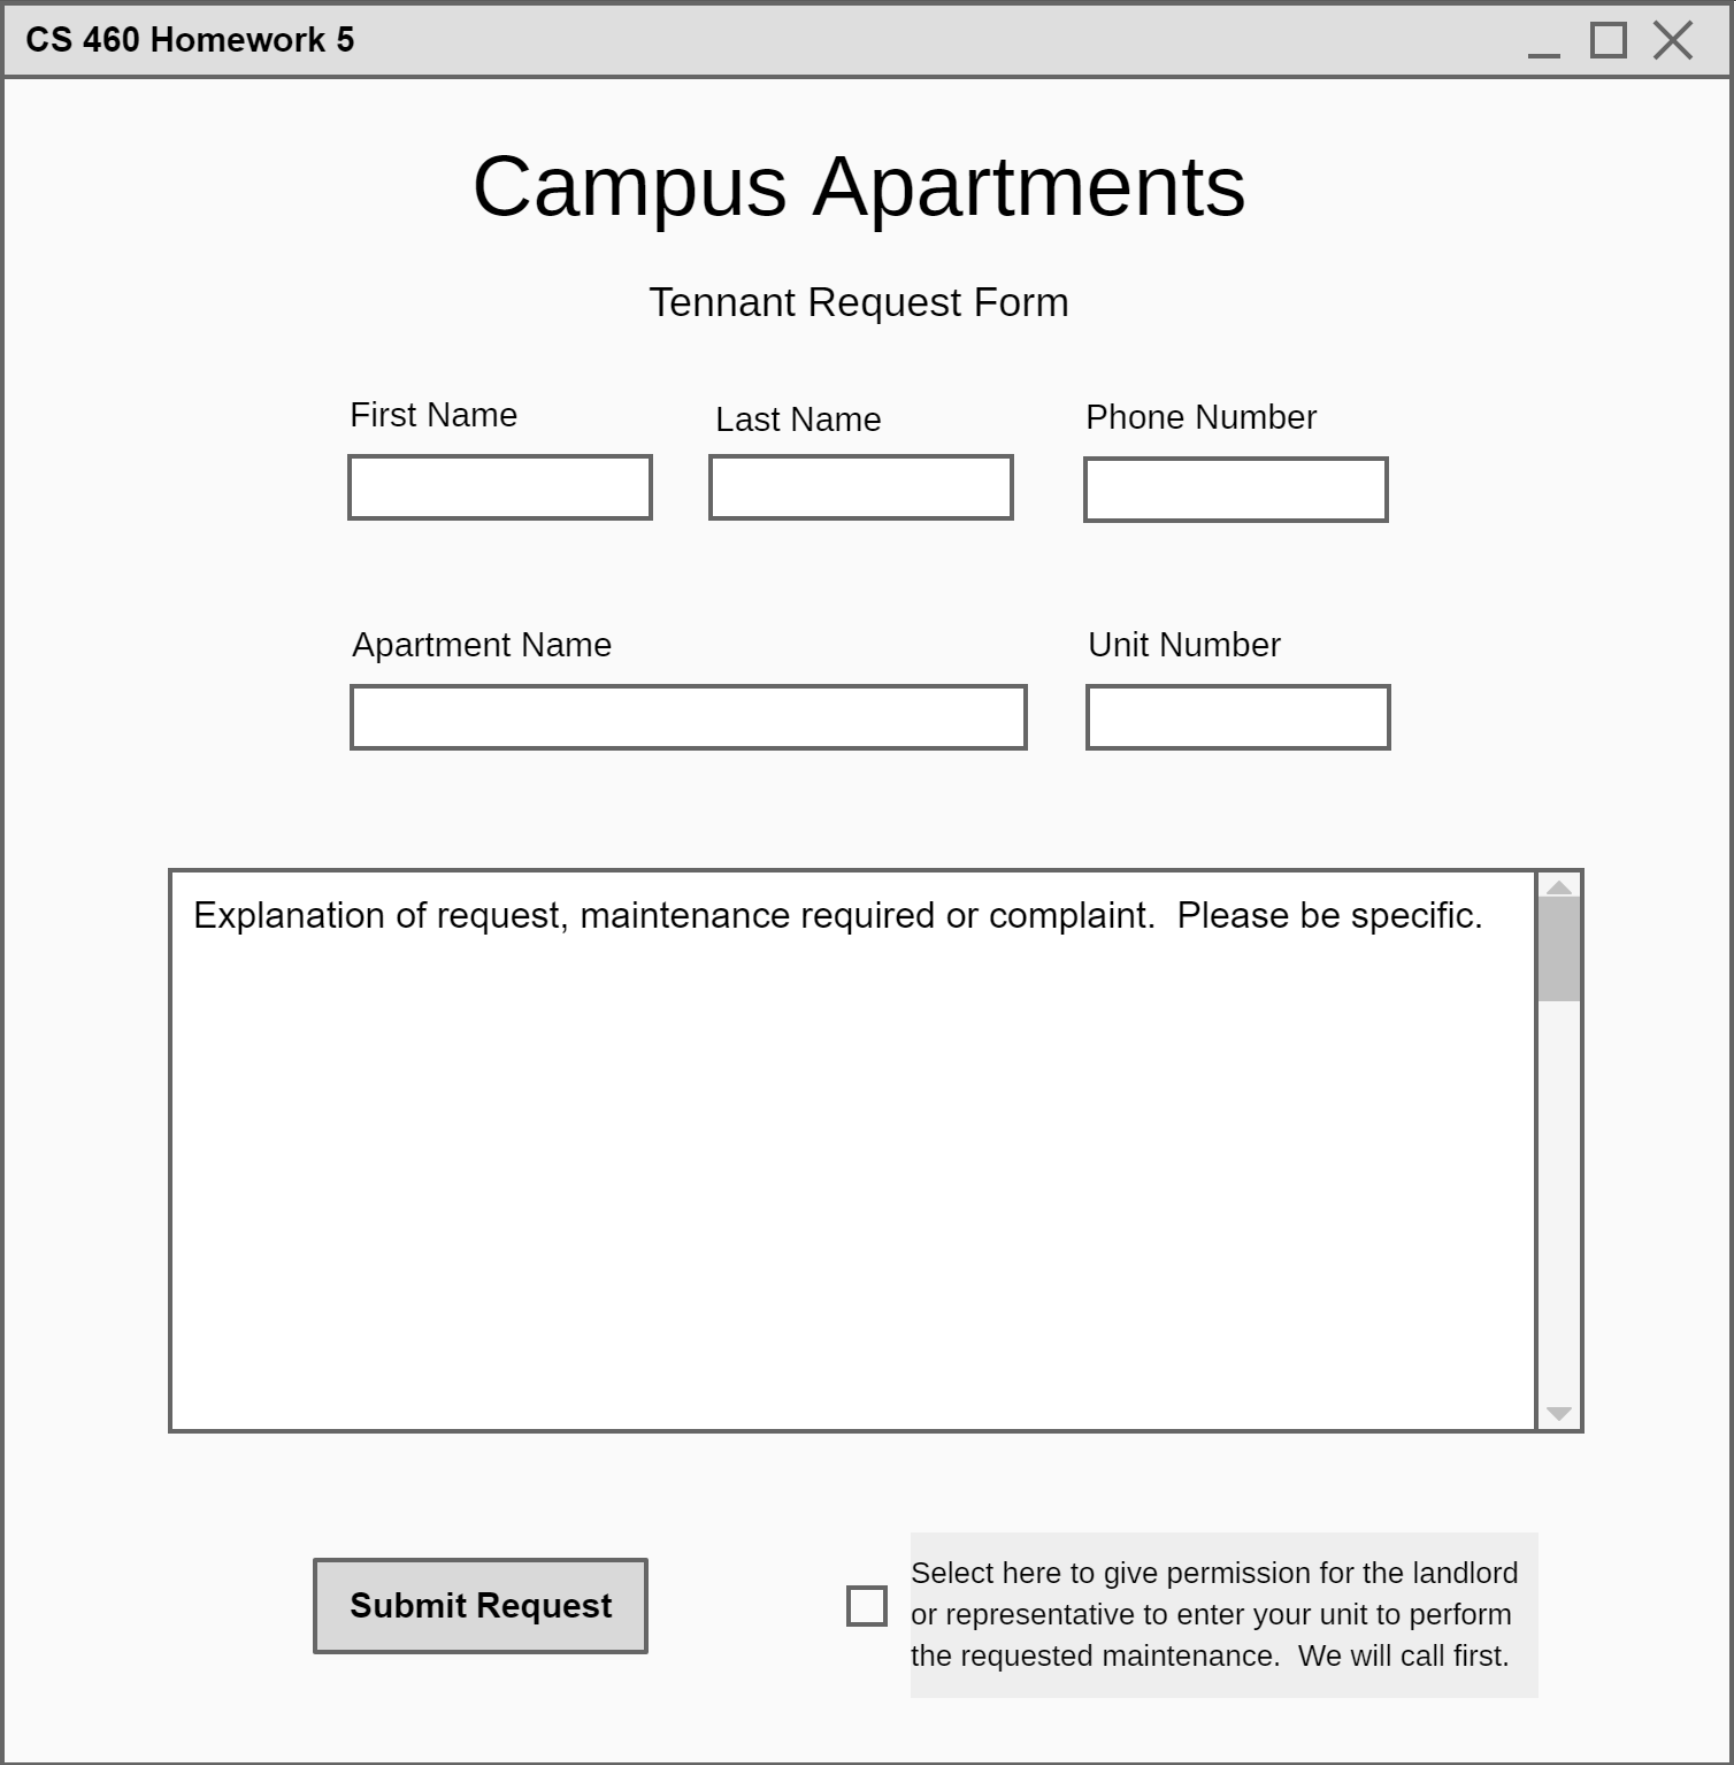 CS 460 Homework 5
Campus Apartments
Tennant Request Form
First Name
Last Name
Phone Number
Apartment Name
Unit Number
Explanation of request, maintenance required or complaint.  Please be specific.
Submit Request
Select here to give permission for the landlord
or representative to enter your unit to perform
the requested maintenance.  We will call first.